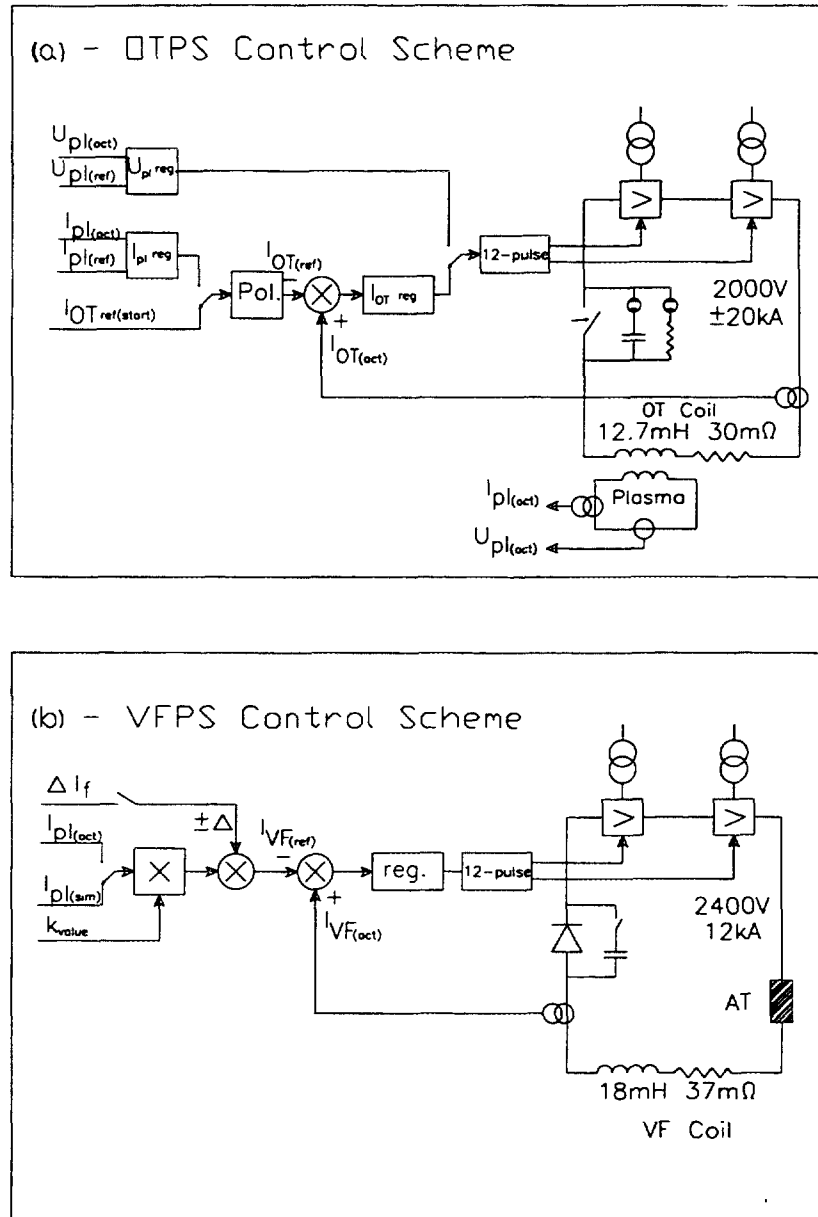 (a) - OTPS Control Scheme
Upl(act)
Upl(ref)
Upl reg
Ipl(act)
Ipl(ref)
Ipl reg
IOT ref(start)
Pol.
IOT(ref)
-
+
IOT(act)
IOT reg
12-pulse
>
>
2000V
±20kA
OT Coil
12.7mH 30mΩ
Plasma
Ipl(act)
Upl(act)
(b) - VFPS Control Scheme
Δ If
±Δ
Ipl(act)
Ipl(sim)
kvalue
×
IVF(ref)
-
+
IVF(act)
reg.
12-pulse
>
>
2400V
12kA
AT
18mH 37mΩ
VF Coil